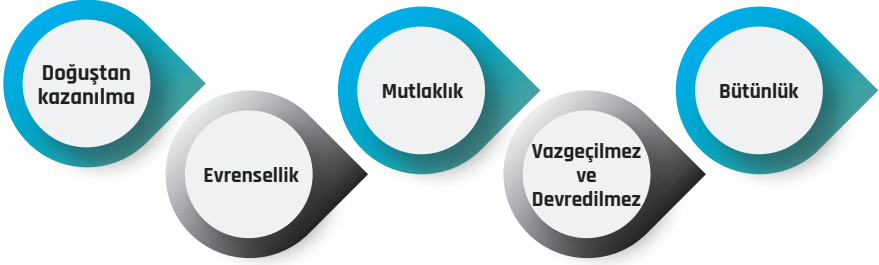 Doğuştan
kazanılma
Evrensellik
Mutlaklık
Vazgeçilmez
ve
Devredilmez
Bütünlük